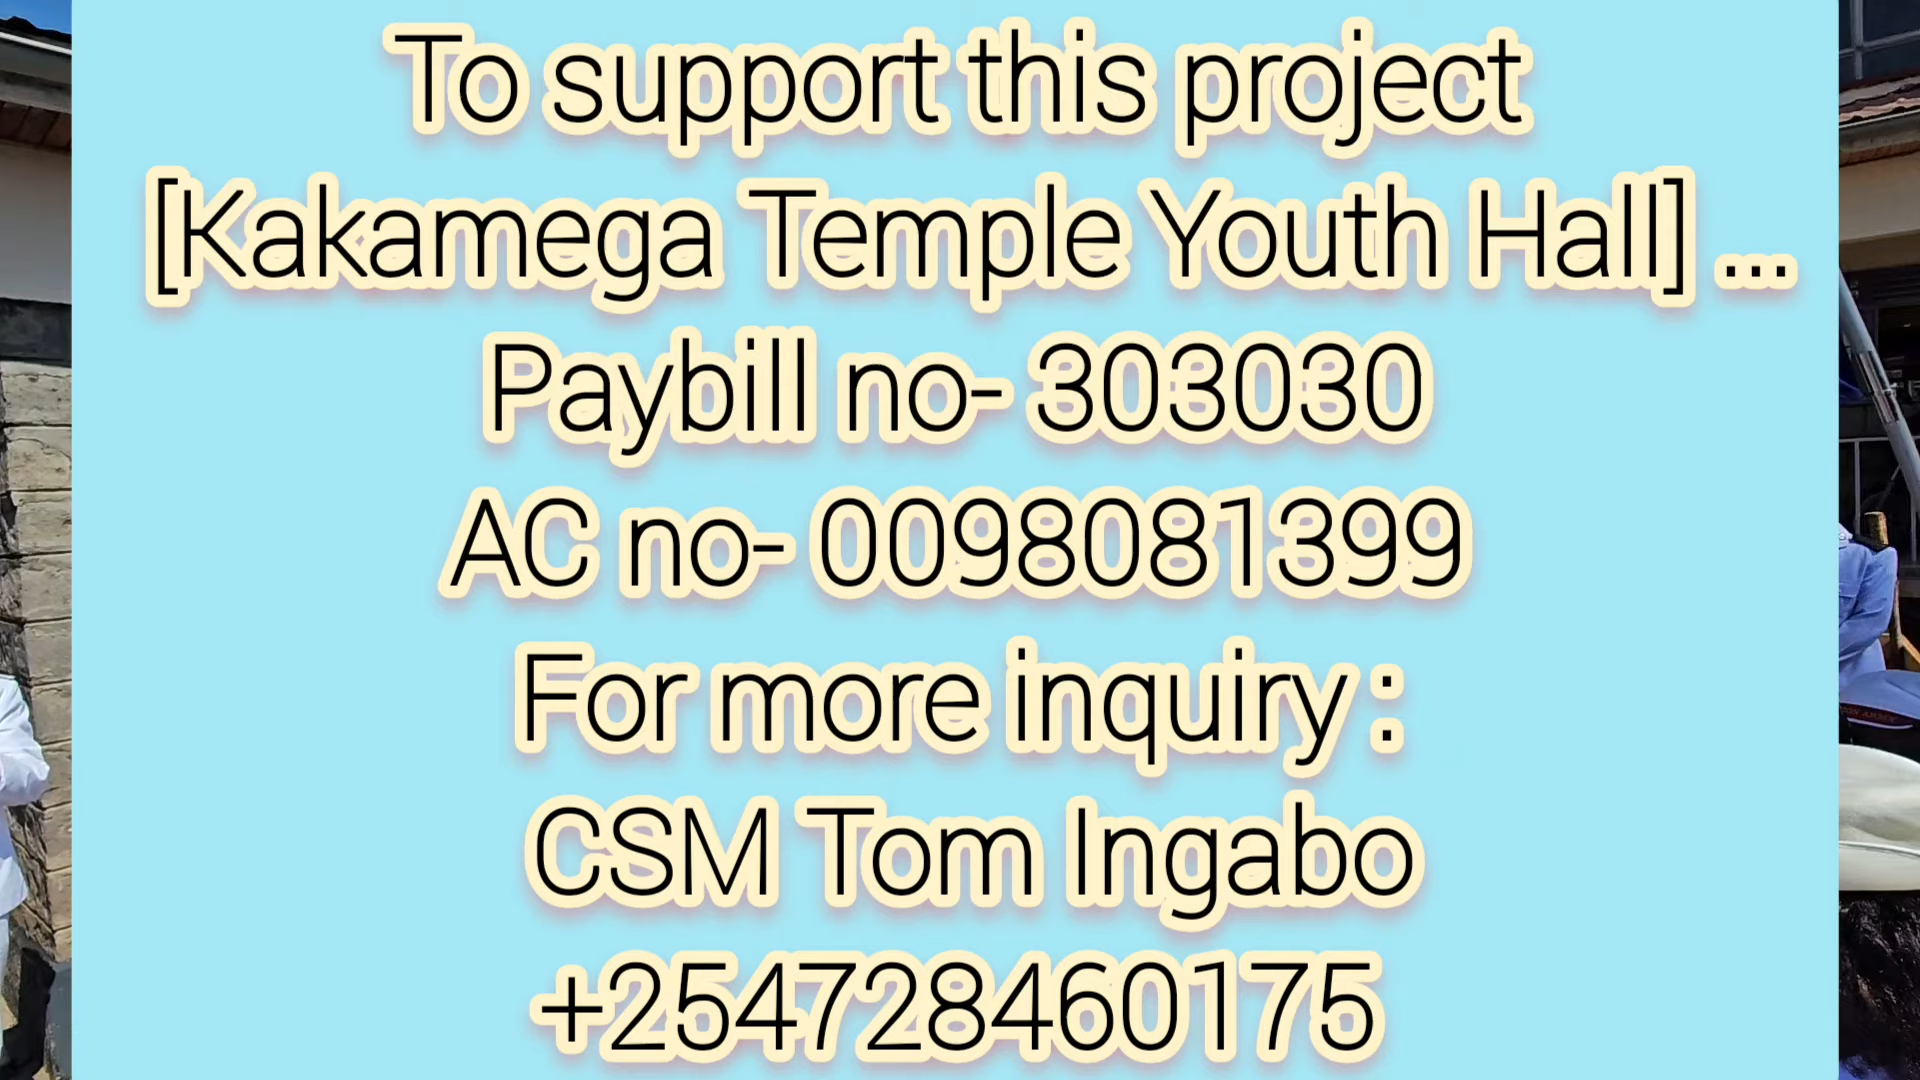 To support this project
[Kakamega Temple Youth Hall] ...
Paybill no- 303030
AC no- 0098081399
For more inquiry :
CSM Tom Ingabo
+254728460175